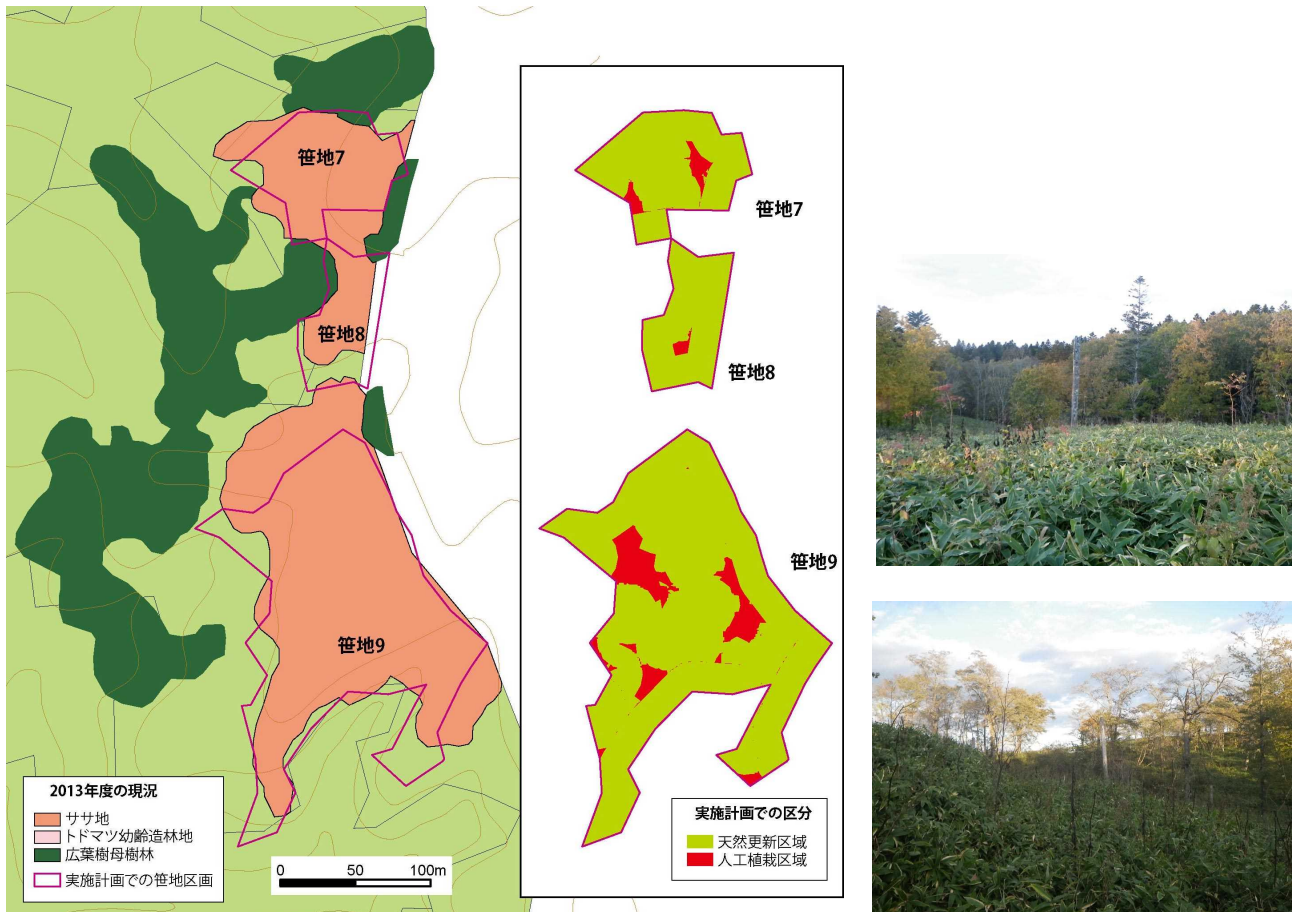 笹地7
笹地8
笹地9
2013年度の現況
ササ地
トドマツ幼齢造林地
広葉樹母樹林
実施計画での笹地区画
0 50 100m
笹地7
笹地8
笹地9
実施計画での区分
天然更新区域
人工植栽区域